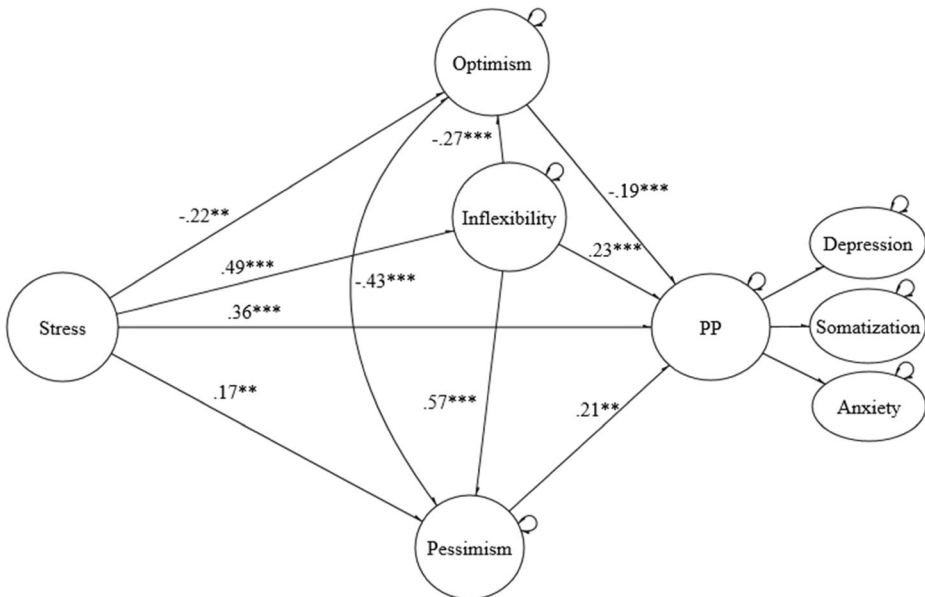 Optimism
-.27***
-.19***
Inflexibility
-.22**
.23***
Depression
.49***
-.43***
.36***
Stress
PP
Somatization
.17**
.57***
.21**
Anxiety
Pessimism